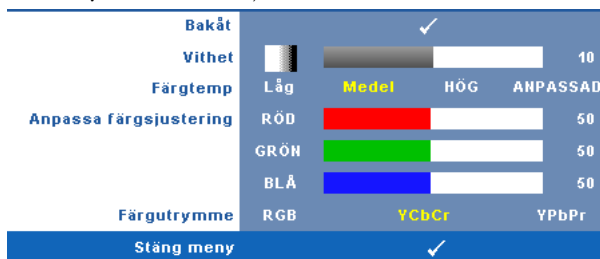 Bakåt
Vithet 10
Färgtemp Låg Medel HÖG ANPASSAD
Anpassa färgsjustering RÖD 50
GRÖN 50
BLÅ 50
Färgutrymme RGB YCbCr YPbPr
Stäng meny